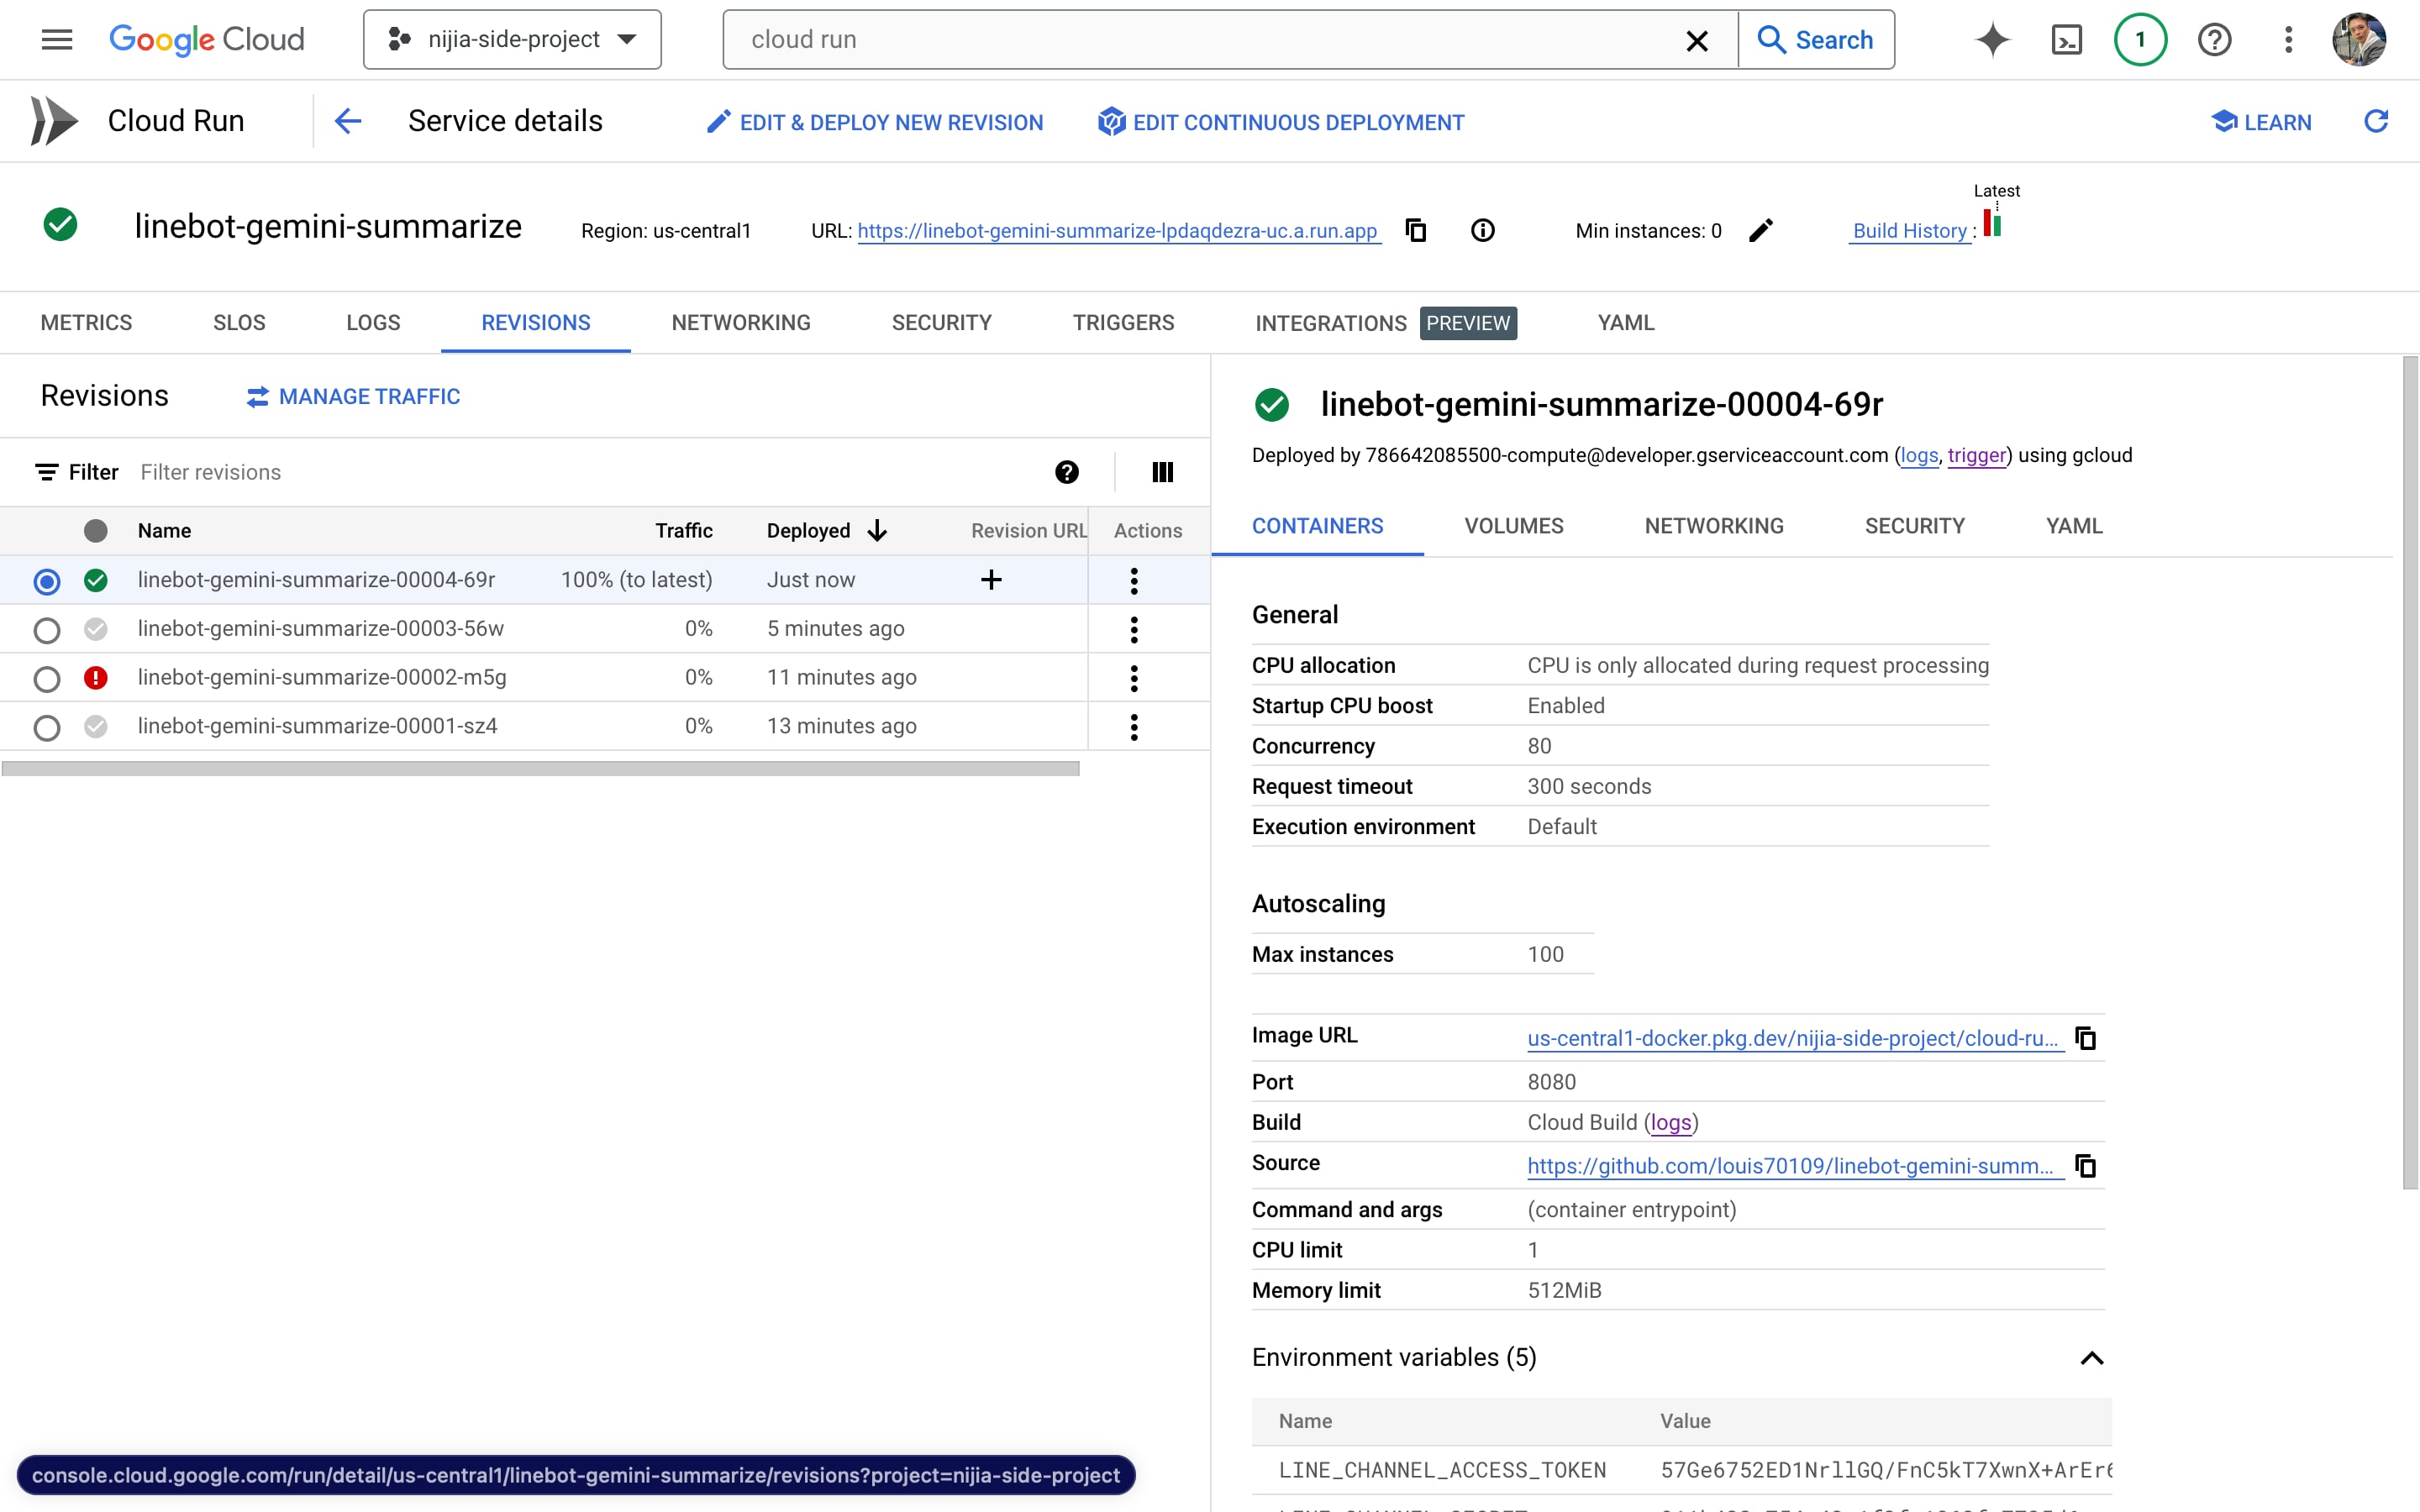 Google Cloud
nijia-side-project
cloud run
Search
1
Cloud Run
Service details
EDIT & DEPLOY NEW REVISION
EDIT CONTINUOUS DEPLOYMENT
LEARN
linebot-gemini-summarize
Region: us-central1
URL: https://linebot-gemini-summarize-lpdaqdezra-uc.a.run.app
Min instances: 0
Build History :
Latest
METRICS
SLOS
LOGS
REVISIONS
NETWORKING
SECURITY
TRIGGERS
INTEGRATIONS PREVIEW
YAML
Revisions
MANAGE TRAFFIC
Filter Filter revisions
Name Traffic Deployed Revision URL Actions
linebot-gemini-summarize-00004-69r 100% (to latest) Just now
linebot-gemini-summarize-00003-56w 0% 5 minutes ago
linebot-gemini-summarize-00002-m5g 0% 11 minutes ago
linebot-gemini-summarize-00001-sz4 0% 13 minutes ago
linebot-gemini-summarize-00004-69r
Deployed by 786642085500-compute@developer.gserviceaccount.com (logs, trigger) using gcloud
CONTAINERS
VOLUMES
NETWORKING
SECURITY
YAML
General
CPU allocation CPU is only allocated during request processing
Startup CPU boost Enabled
Concurrency 80
Request timeout 300 seconds
Execution environment Default
Autoscaling
Max instances 100
Image URL us-central1-docker.pkg.dev/nijia-side-project/cloud-ru...
Port 8080
Build Cloud Build (logs)
Source https://github.com/louis70109/linebot-gemini-summ...
Command and args (container entrypoint)
CPU limit 1
Memory limit 512MiB
Environment variables (5)
Name Value
LINE_CHANNEL_ACCESS_TOKEN 57Ge6752ED1NrllGQ/FnC5kT7XwnX+ArEr6
console.cloud.google.com/run/detail/us-central1/linebot-gemini-summarize/revisions?project=nijia-side-project